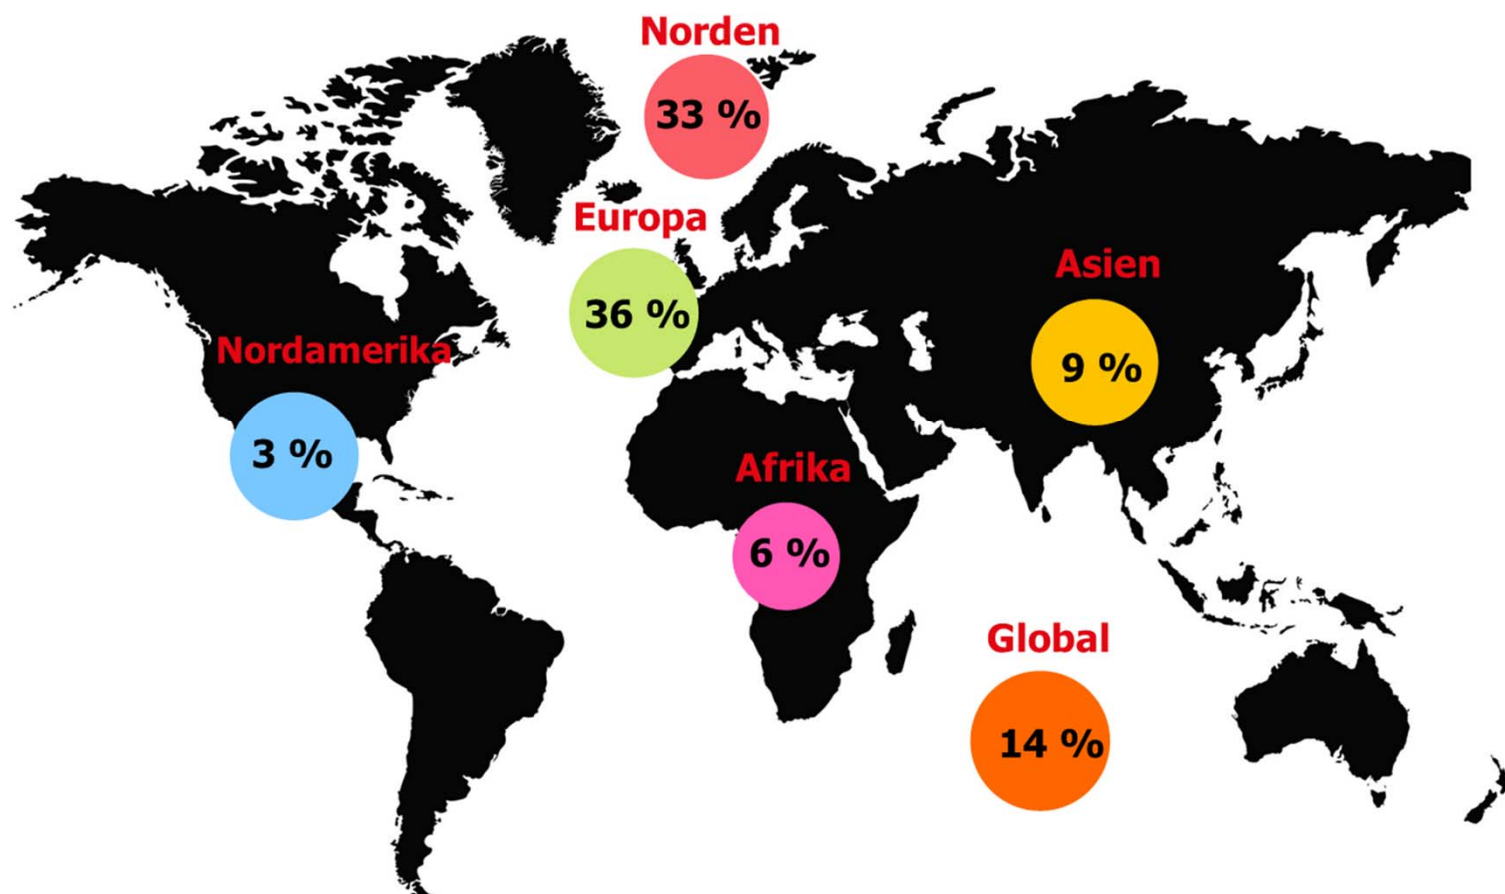 Norden
33 %
Europa
36 %
Asien
9 %
Nordamerika
3 %
Afrika
6 %
Global
14 %